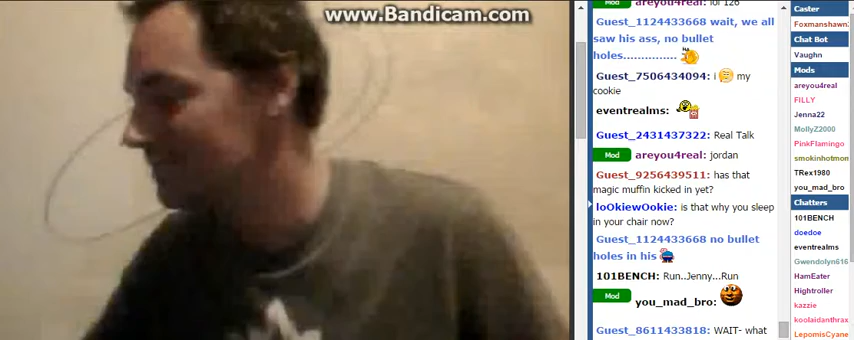 www.Bandicam.com
Mod areyou4real: lol 126
Guest_1124433668 wait, we all
saw his ass, no bullet
holes...............
Guest_7506434094: i my
cookie
eventrealms:
Guest_2431437322: Real Talk
Mod areyou4real: jordan
Guest_9256439511: has that
magic muffin kicked in yet?
loOkiewOokie: is that why you sleep
in your chair now?
Guest_1124433668 no bullet
holes in his
101BENCH: Run..Jenny...Run
Mod you_mad_bro:
Guest_8611433818: WAIT- what
Caster
Foxmanshawn
Chat Bot
Vaughn
Mods
areyou4real
FILLY
Jenna22
MollyZ2000
PinkFlamingo
smokinhotmom
TRex1980
you_mad_bro
Chatters
101BENCH
doedoe
eventrealms
Gwendolyn616
HamEater
Hightroller
kazzie
koolaidanthrax
LepomisCyane